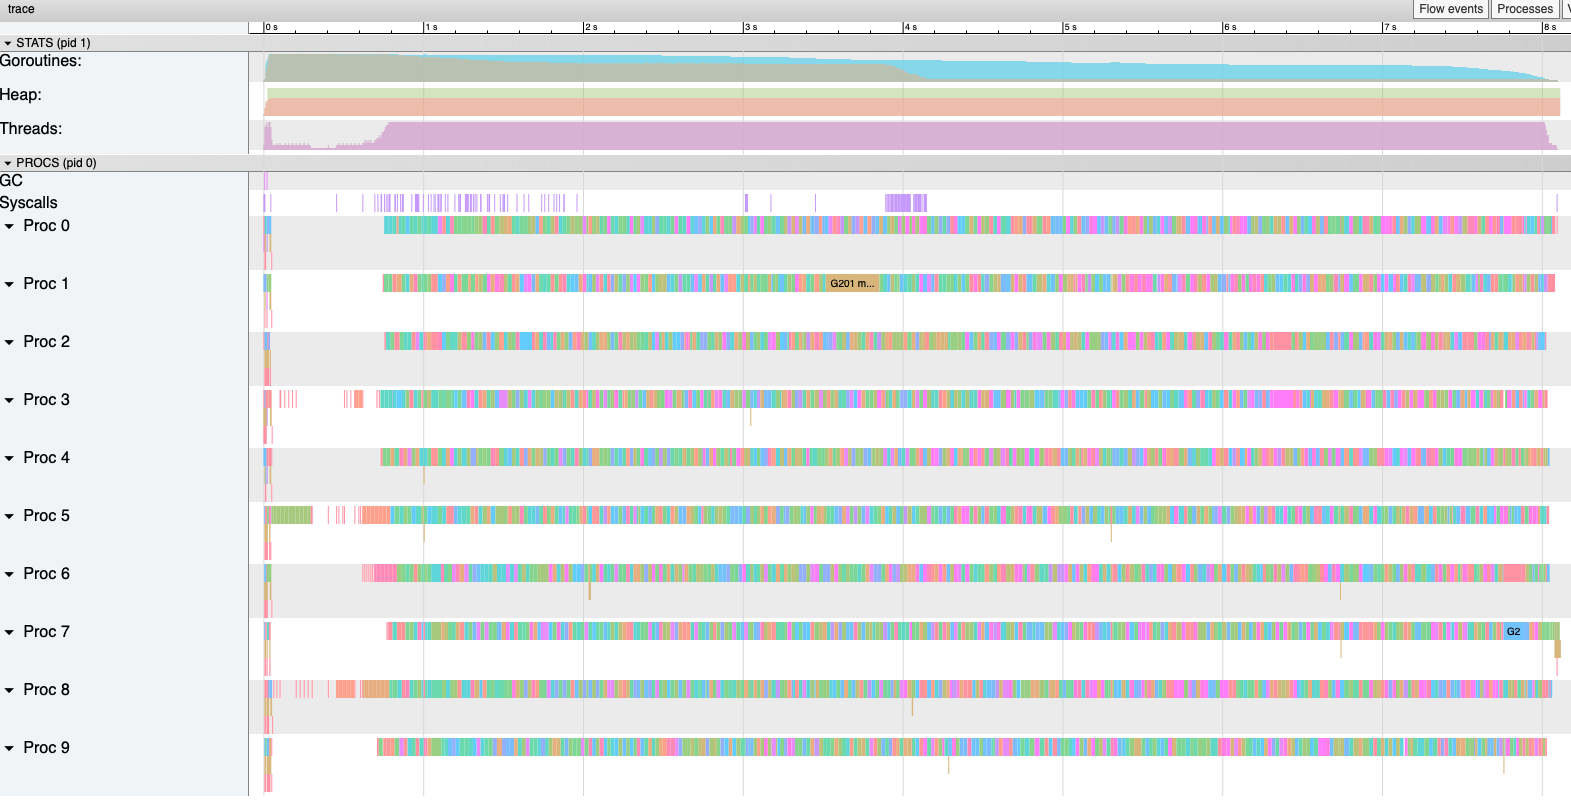 trace
Flow events Processes V
0 s 1 s 2 s 3 s 4 s 5 s 6 s 7 s 8 s
STATS (pid 1)
Goroutines:
Heap:
Threads:
PROCS (pid 0)
GC
Syscalls
Proc 0
Proc 1
G201 m...
Proc 2
Proc 3
Proc 4
Proc 5
Proc 6
Proc 7
G2
Proc 8
Proc 9